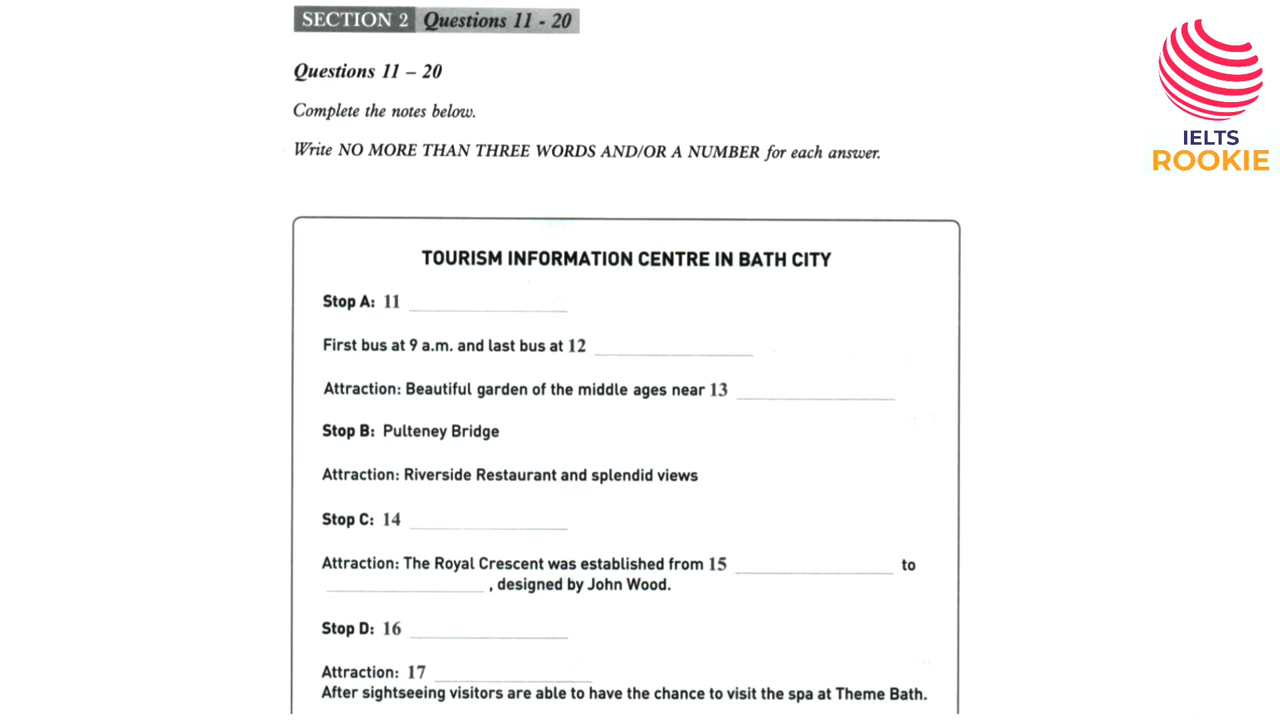 SECTION 2 Questions 11 - 20
IELTS
ROOKIE
Questions 11 – 20
Complete the notes below.
Write NO MORE THAN THREE WORDS AND/OR A NUMBER for each answer.
TOURISM INFORMATION CENTRE IN BATH CITY
Stop A: 11
First bus at 9 a.m. and last bus at 12
Attraction: Beautiful garden of the middle ages near 13
Stop B: Pulteney Bridge
Attraction: Riverside Restaurant and splendid views
Stop C: 14
Attraction: The Royal Crescent was established from 15 to
, designed by John Wood.
Stop D: 16
Attraction: 17
After sightseeing visitors are able to have the chance to visit the spa at Theme Bath.